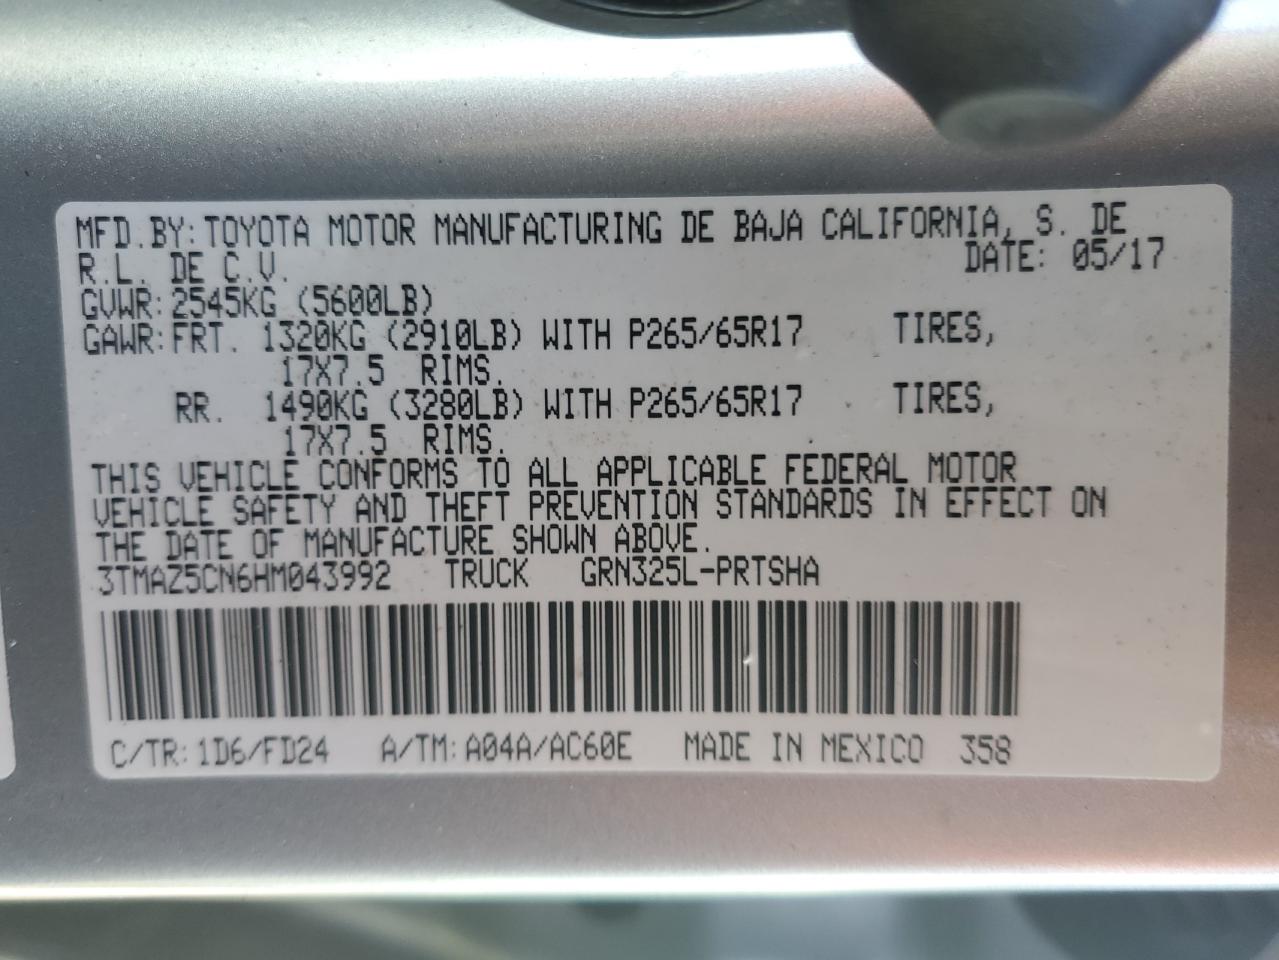 MFD.BY:TOYOTA MOTOR MANUFACTURING DE BAJA CALIFORNIA, S. DE
R.L. DE C.V. DATE: 05/17
GVWR:2545KG (5600LB)
GAWR:FRT. 1320KG (2910LB) WITH P265/65R17 TIRES,
17X7.5 RIMS.
RR. 1490KG (3280LB) WITH P265/65R17 TIRES,
17X7.5 RIMS.
THIS VEHICLE CONFORMS TO ALL APPLICABLE FEDERAL MOTOR
VEHICLE SAFETY AND THEFT PREVENTION STANDARDS IN EFFECT ON
THE DATE OF MANUFACTURE SHOWN ABOVE.
3TMAZ5CN6HM043992 TRUCK GRN325L-PRTSHA
C/TR:1D6/FD24 A/TM:A04A/AC60E MADE IN MEXICO 358